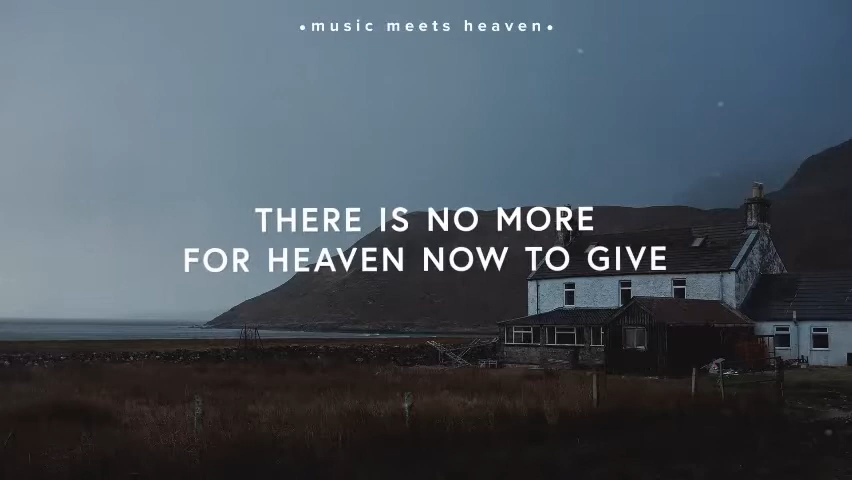 •music meets heaven•
THERE IS NO MORE
FOR HEAVEN NOW TO GIVE